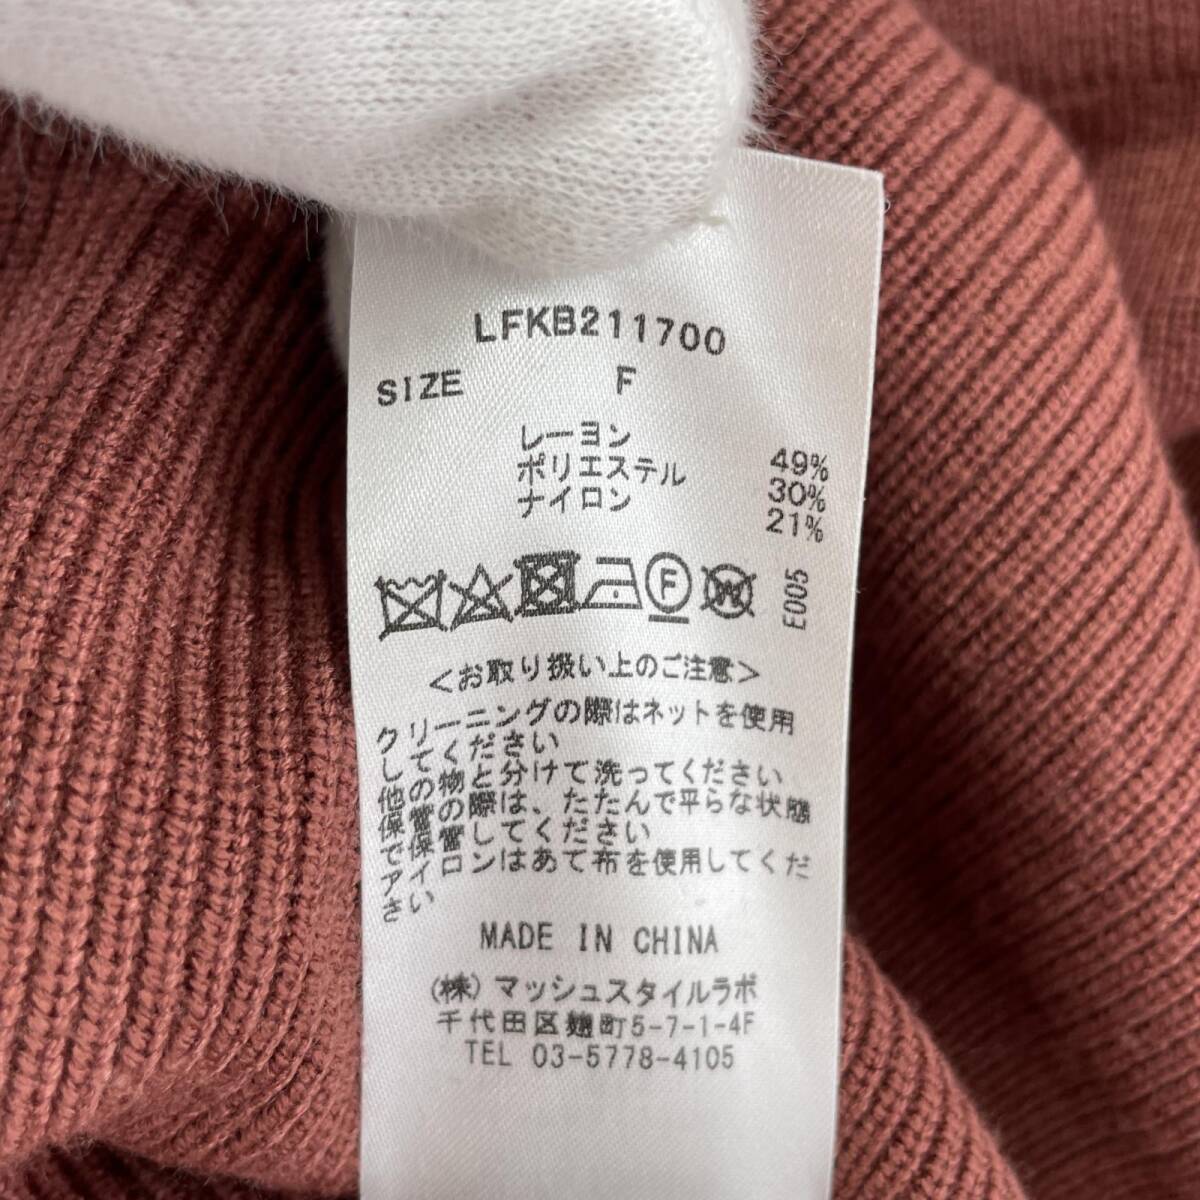 LFKB211700
SIZE F
レーヨン 49%
ポリエステル 30%
ナイロン 21%
F
W
E005
<お取り扱い上のご注意>
クリーニングの際はネットを使用
してください
他の物と分けて洗ってください
保管の際は、たたんで平らな状態
で保管してください
アイロンはあて布を使用してくだ
さい
MADE IN CHINA
(株) マッシュスタイルラボ
千代田区麹町5-7-1-4F
TEL 03-5778-4105